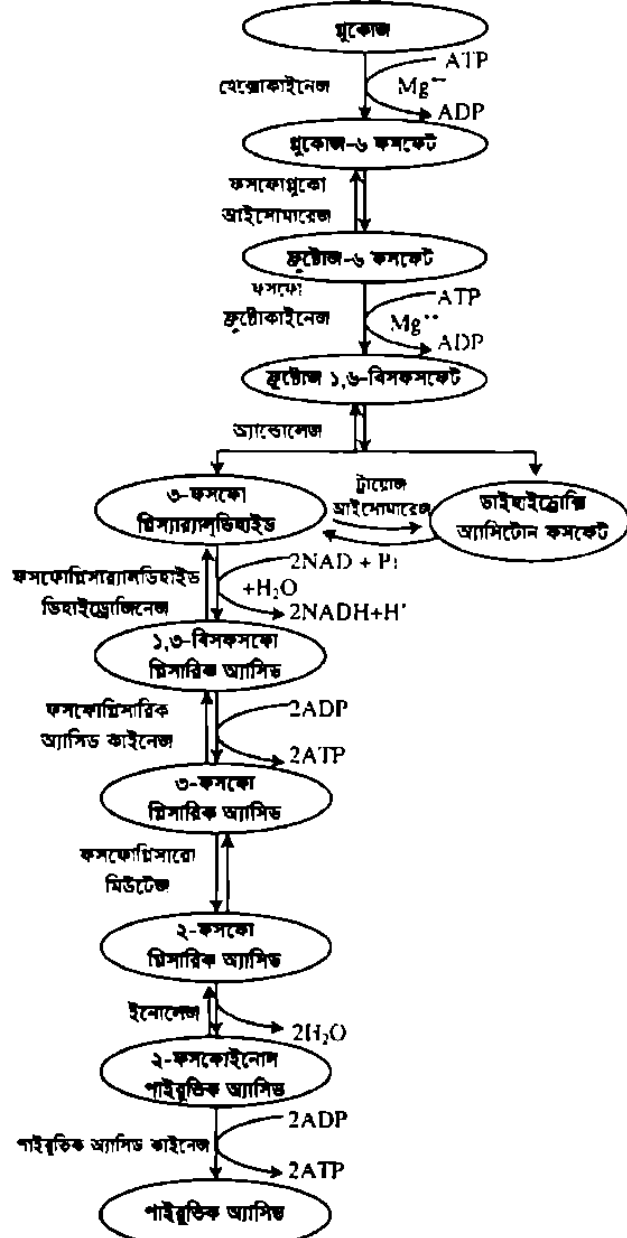 গ্লুকোজ
ATP
হেক্সোকাইনেজ
Mg⁺⁺
ADP
গ্লুকোজ-৬ ফসফেট
ফসফোগ্লুকো
আইসোমারেজ
ফ্রুক্টোজ-৬ ফসফেট
ফসফো
ফ্রুক্টোকাইনেজ
ATP
Mg⁺⁺
ADP
ফ্রুক্টোজ ১,৬-বিসফসফেট
অ্যাল্ডোলেজ
৩-ফসফো
গ্লিস্যার‍্যালডিহাইড
ট্রায়োজ
আইসোমারেজ
ডাইহাইড্রোক্সি
অ্যাসিটোন ফসফেট
ফসফোগ্লিসার‍্যালডিহাইড
ডিহাইড্রোজিনেজ
2NAD + Pi
+H₂O
2NADH+H⁺
১,৩-বিসফসফো
গ্লিসারিক অ্যাসিড
ফসফোগ্লিসারিক
অ্যাসিড কাইনেজ
2ADP
2ATP
৩-ফসফো
গ্লিসারিক অ্যাসিড
ফসফোগ্লিসারো
মিউটেজ
২-ফসফো
গ্লিসারিক অ্যাসিড
ইনোলেজ
2H₂O
২-ফসফোইনোল
পাইরুভিক অ্যাসিড
2ADP
পাইরুভিক অ্যাসিড কাইনেজ
2ATP
পাইরুভিক অ্যাসিড